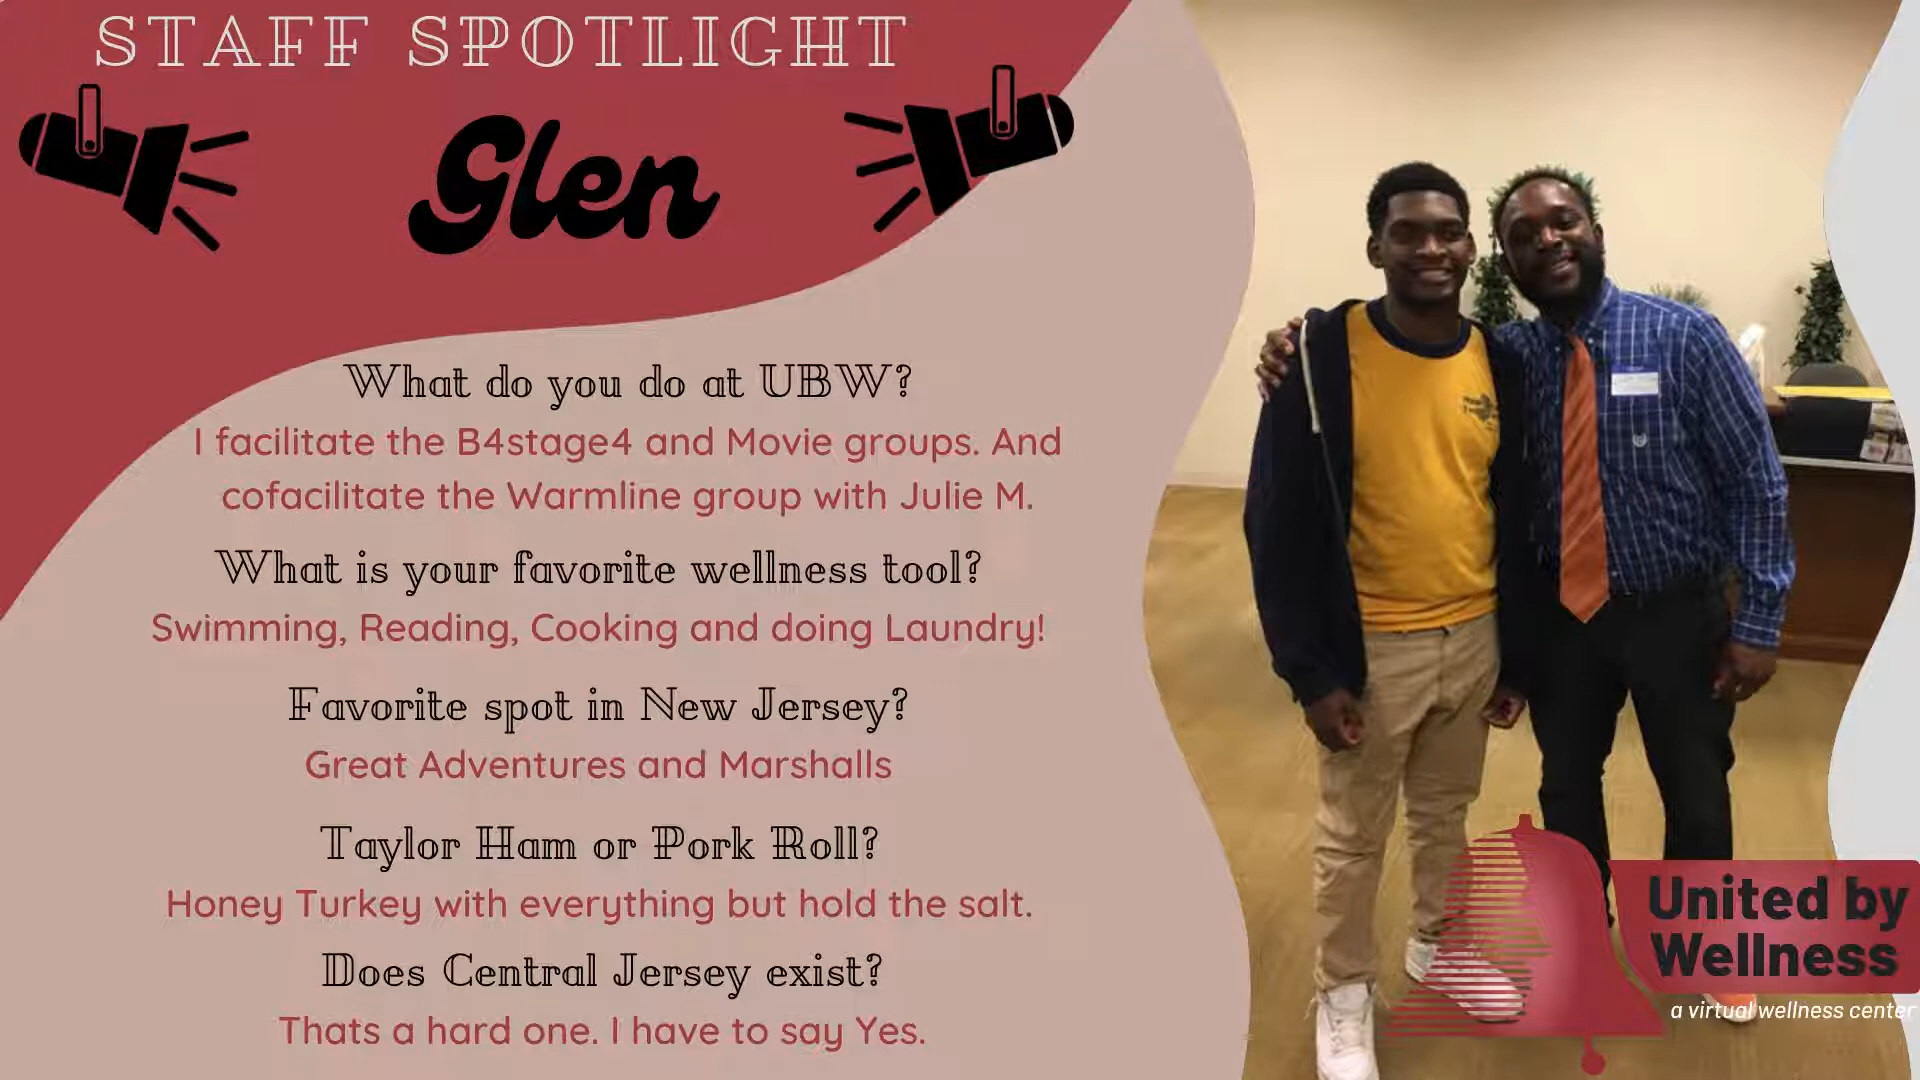 STAFF SPOTLIGHT
Glen
What do you do at UBW?
I facilitate the B4stage4 and Movie groups. And
cofacilitate the Warmline group with Julie M.
What is your favorite wellness tool?
Swimming, Reading, Cooking and doing Laundry!
Favorite spot in New Jersey?
Great Adventures and Marshalls
Taylor Ham or Pork Roll?
Honey Turkey with everything but hold the salt.
Does Central Jersey exist?
Thats a hard one. I have to say Yes.
United by
Wellness
a virtual wellness center